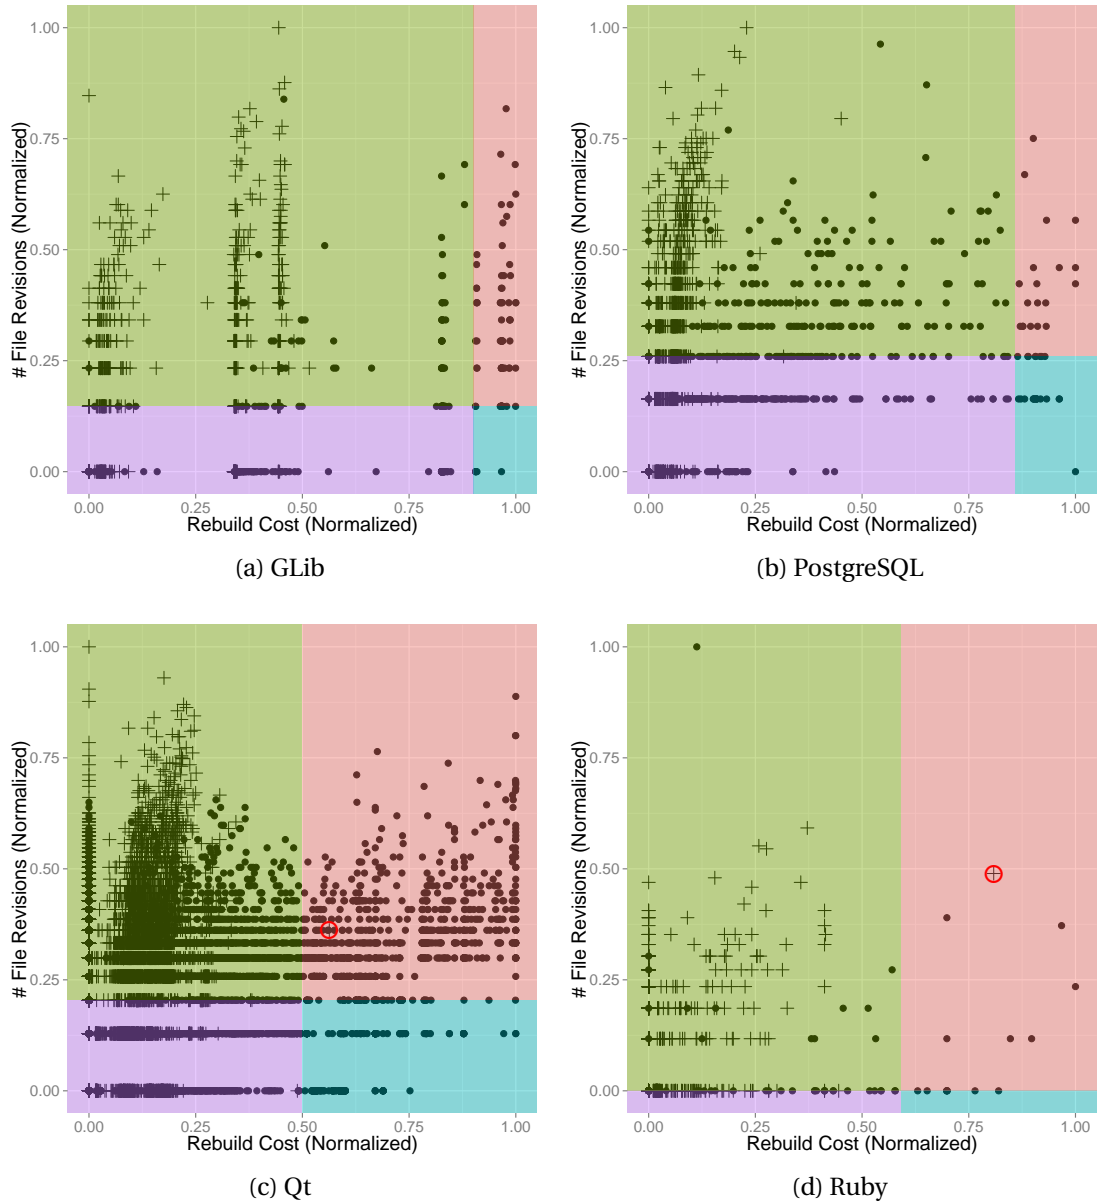 1.00
0.75
0.50
0.25
0.00
# File Revisions (Normalized)
0.00 0.25 0.50 0.75 1.00
Rebuild Cost (Normalized)
(a) GLib
1.00
0.75
0.50
0.25
0.00
# File Revisions (Normalized)
0.00 0.25 0.50 0.75 1.00
Rebuild Cost (Normalized)
(b) PostgreSQL
1.00
0.75
0.50
0.25
0.00
# File Revisions (Normalized)
0.00 0.25 0.50 0.75 1.00
Rebuild Cost (Normalized)
(c) Qt
1.00
0.75
0.50
0.25
0.00
# File Revisions (Normalized)
0.00 0.25 0.50 0.75 1.00
Rebuild Cost (Normalized)
(d) Ruby